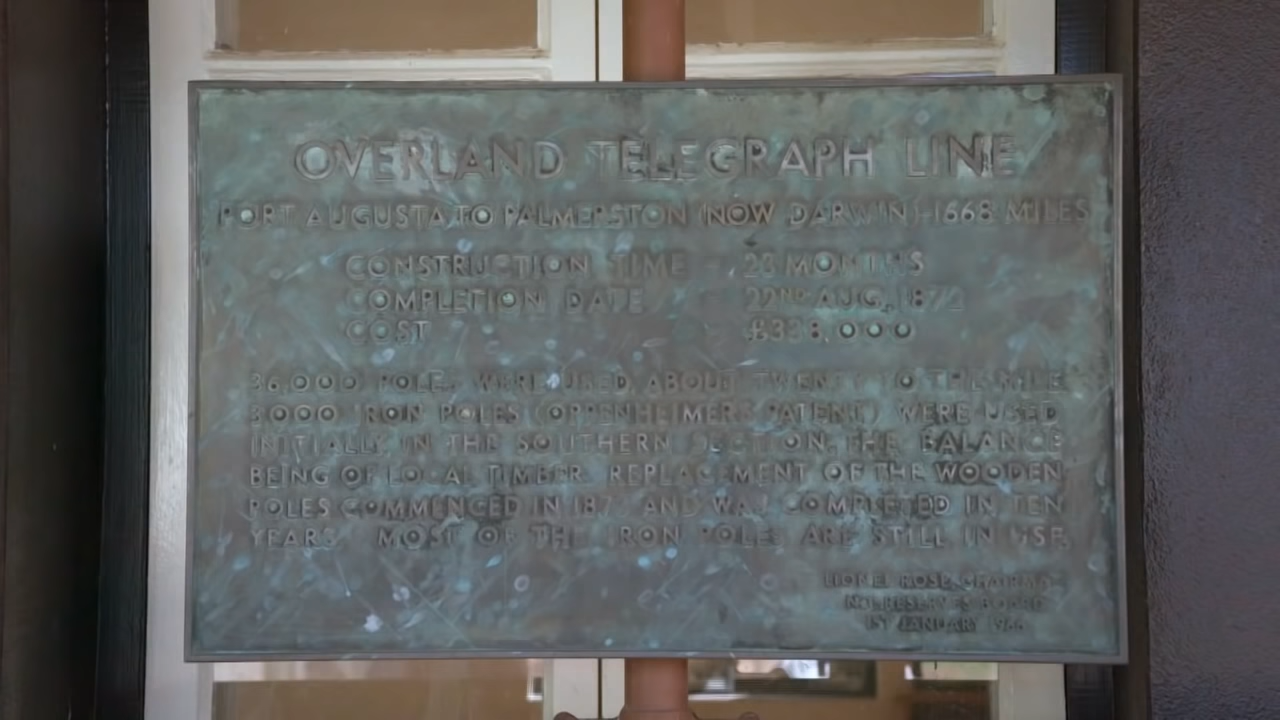 OVERLAND TELEGRAPH LINE
PORT AUGUSTA TO PALMERSTON (NOW DARWIN) 1668 MILES
CONSTRUCTION TIME 23 MONTHS
COMPLETION DATE 22ND AUG, 1872
COST £338,000
36,000 POLES WERE USED ABOUT TWENTY TO THE MILE
3000 IRON POLES (OPPENHEIMERS PATENT) WERE USED
INITIALLY IN THE SOUTHERN SECTION, THE BALANCE
BEING OF LOCAL TIMBER. REPLACEMENT OF THE WOODEN
POLES COMMENCED IN AND WAS COMPLETED IN TEN
YEARS MOST OF THE IRON POLES ARE STILL IN USE
LIONEL ROSE, CHAIRMAN
N.T. RESERVES BOARD
1ST JANUARY